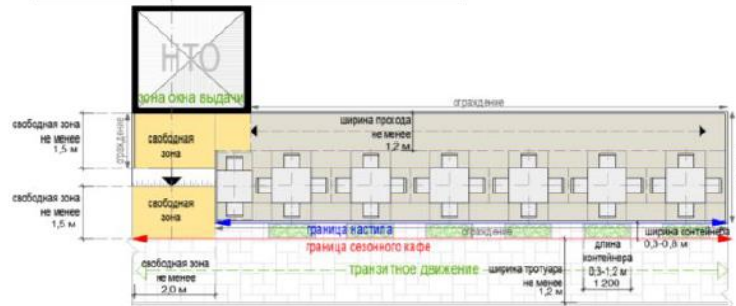 НТО
зона окна выдачи
ограждение
свободная зона
не менее
1,5 м
ограждение
свободная
зона
ширина прохода
не менее
1,2 м
свободная зона
не менее
1,5 м
свободная
зона
граница настила
ограждение
ширина контейнера
0,3-0,8 м
граница сезонного кафе
свободная зона
не менее
2,0 м
транзитное движение
ширина тротуара
не менее
1,2 м
длина
контейнера
0,3-1,2 м
1 200